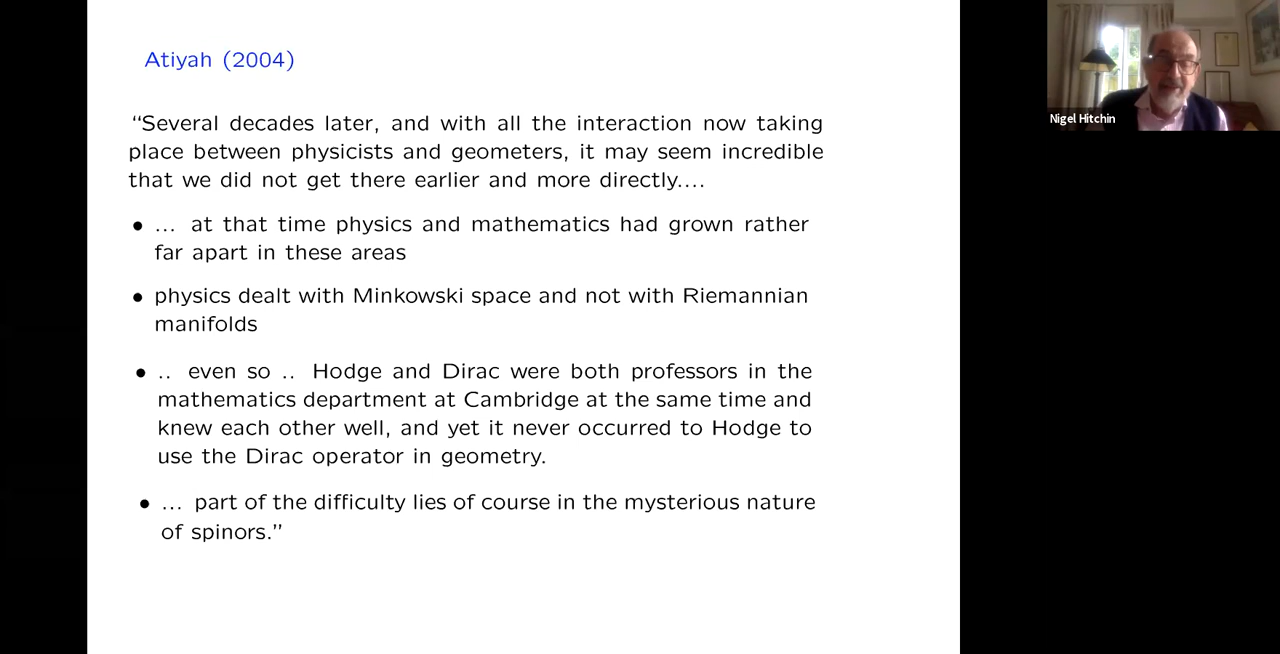 Atiyah (2004)
“Several decades later, and with all the interaction now taking
place between physicists and geometers, it may seem incredible
that we did not get there earlier and more directly....
• ... at that time physics and mathematics had grown rather
far apart in these areas
• physics dealt with Minkowski space and not with Riemannian
manifolds
• .. even so .. Hodge and Dirac were both professors in the
mathematics department at Cambridge at the same time and
knew each other well, and yet it never occurred to Hodge to
use the Dirac operator in geometry.
• ... part of the difficulty lies of course in the mysterious nature
of spinors.”
Nigel Hitchin